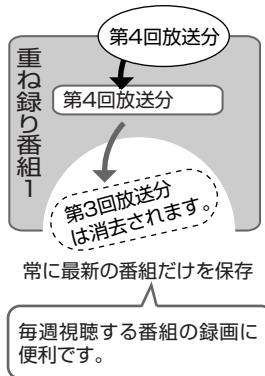 第4回放送分
重ね録り番組1
第4回放送分
第3回放送分
は消去されます。
常に最新の番組だけを保存
毎週視聴する番組の録画に
便利です。